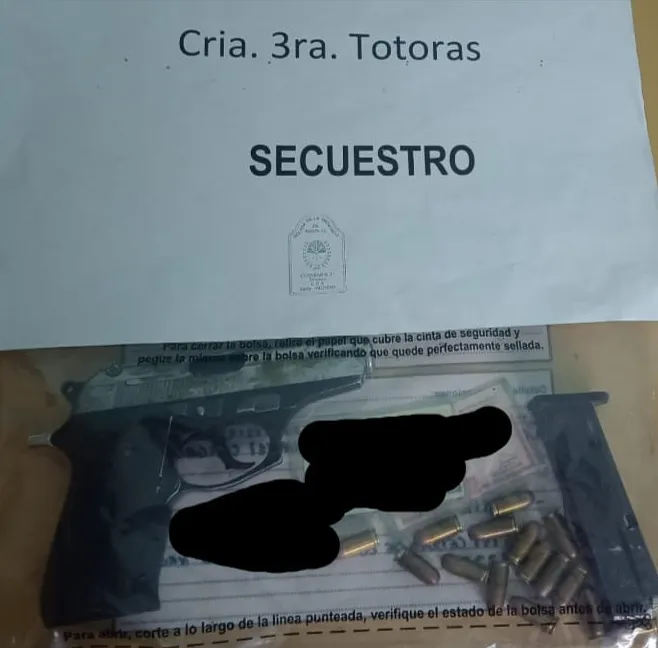 Cria. 3ra. Totoras
SECUESTRO
Para cerrar la bolsa, retire el papel que cubre la cinta de seguridad y
pegue la misma sobre la bolsa verificando que quede perfectamente sellada.
Para abrir, corte a lo largo de la linea punteada, verifique el estado de la bolsa antes de abrir.